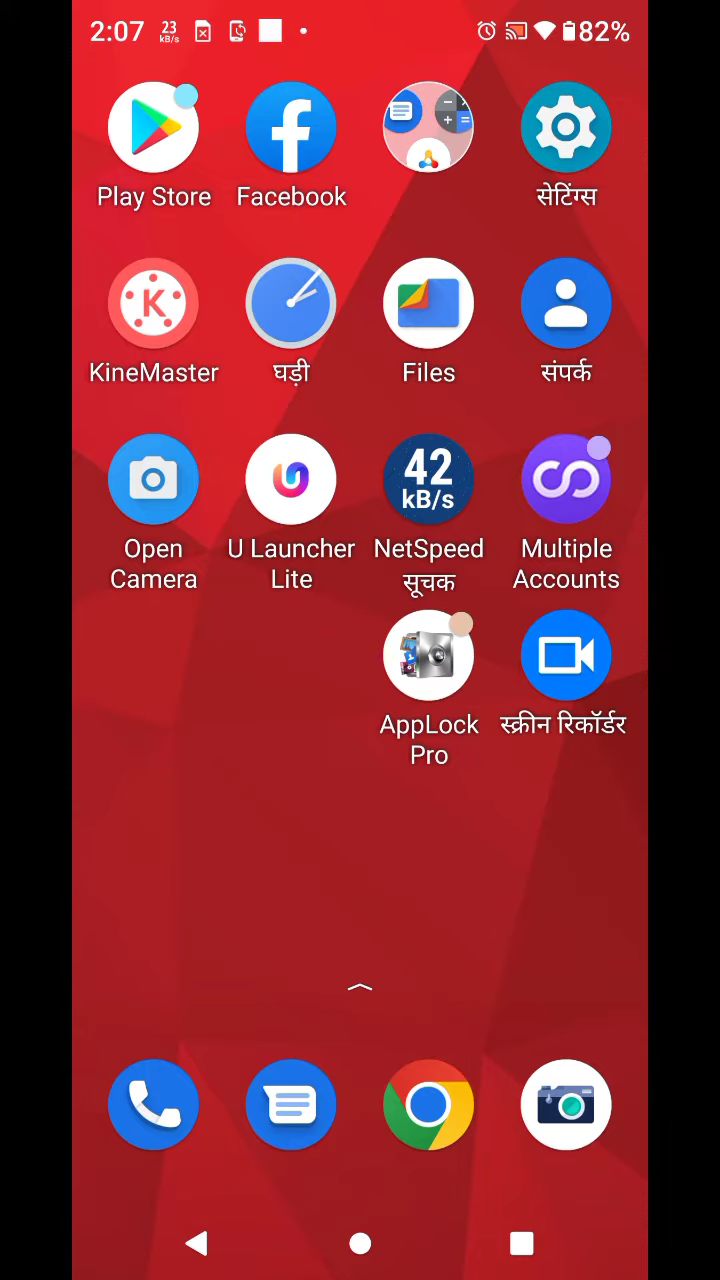 2:07 23 kB/s 82%
Play Store Facebook सेटिंग्स
KineMaster घड़ी Files संपर्क
42
kB/s
Open U Launcher NetSpeed Multiple
Camera Lite सूचक Accounts
AppLock स्क्रीन रिकॉर्डर
Pro